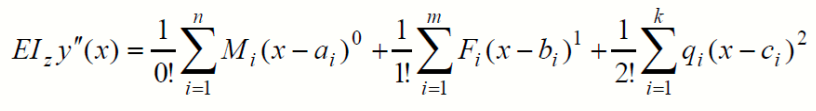 EI_z y″(x) = \frac{1}{0!} \sum_{i=1}^{n} M_i (x − a_i)^0 + \frac{1}{1!} \sum_{i=1}^{m} F_i (x − b_i)^1 + \frac{1}{2!} \sum_{i=1}^{k} q_i (x − c_i)^2